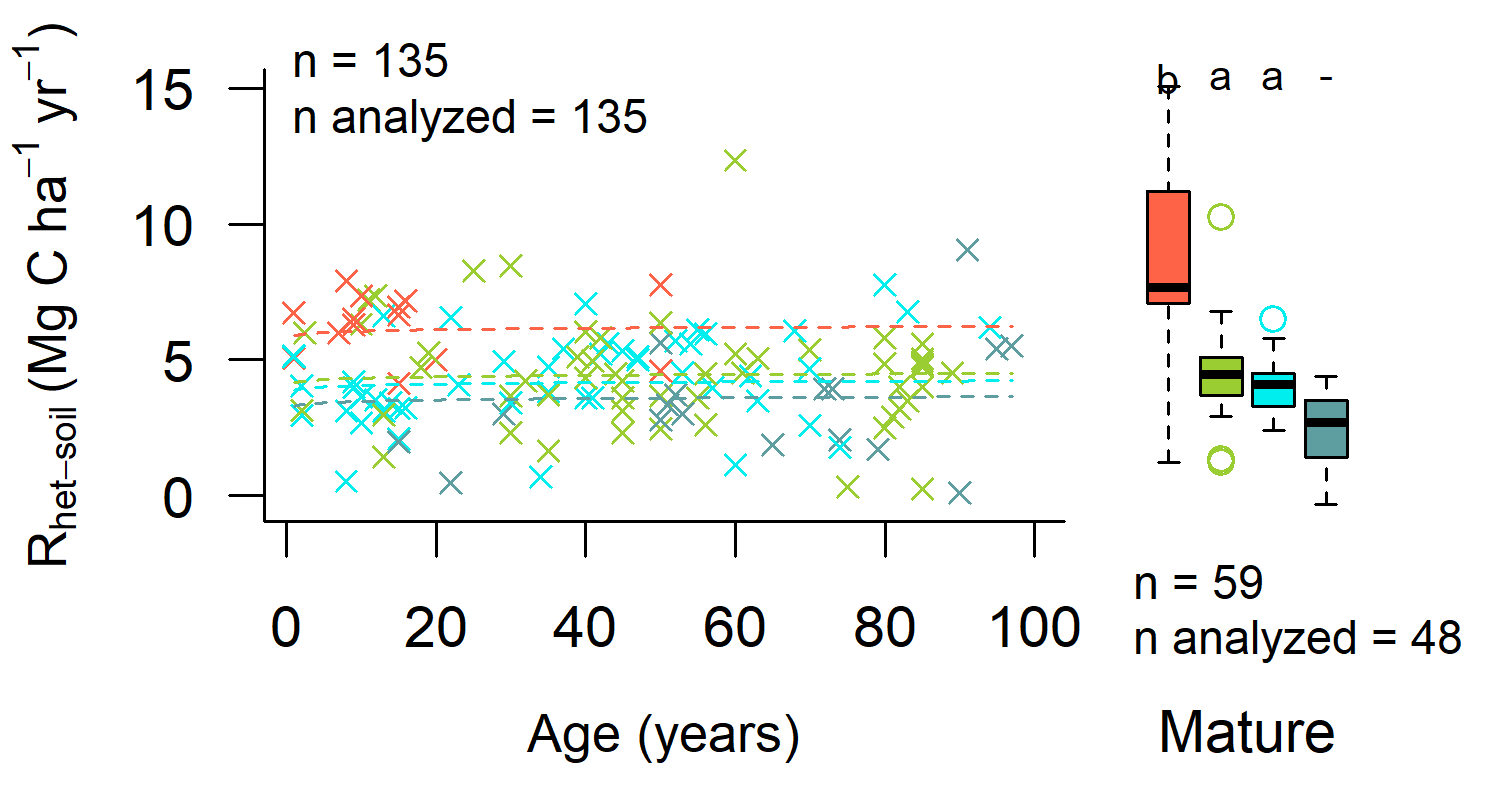 n = 135
n analyzed = 135
b a a -
R_het−soil (Mg C ha^−1 yr^−1)
15
10
5
0
0 20 40 60 80 100
Age (years)
n = 59
n analyzed = 48
Mature